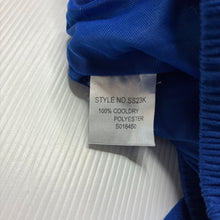 STYLE NO.SS23K
100% COOLDRY
POLYESTER
S016450